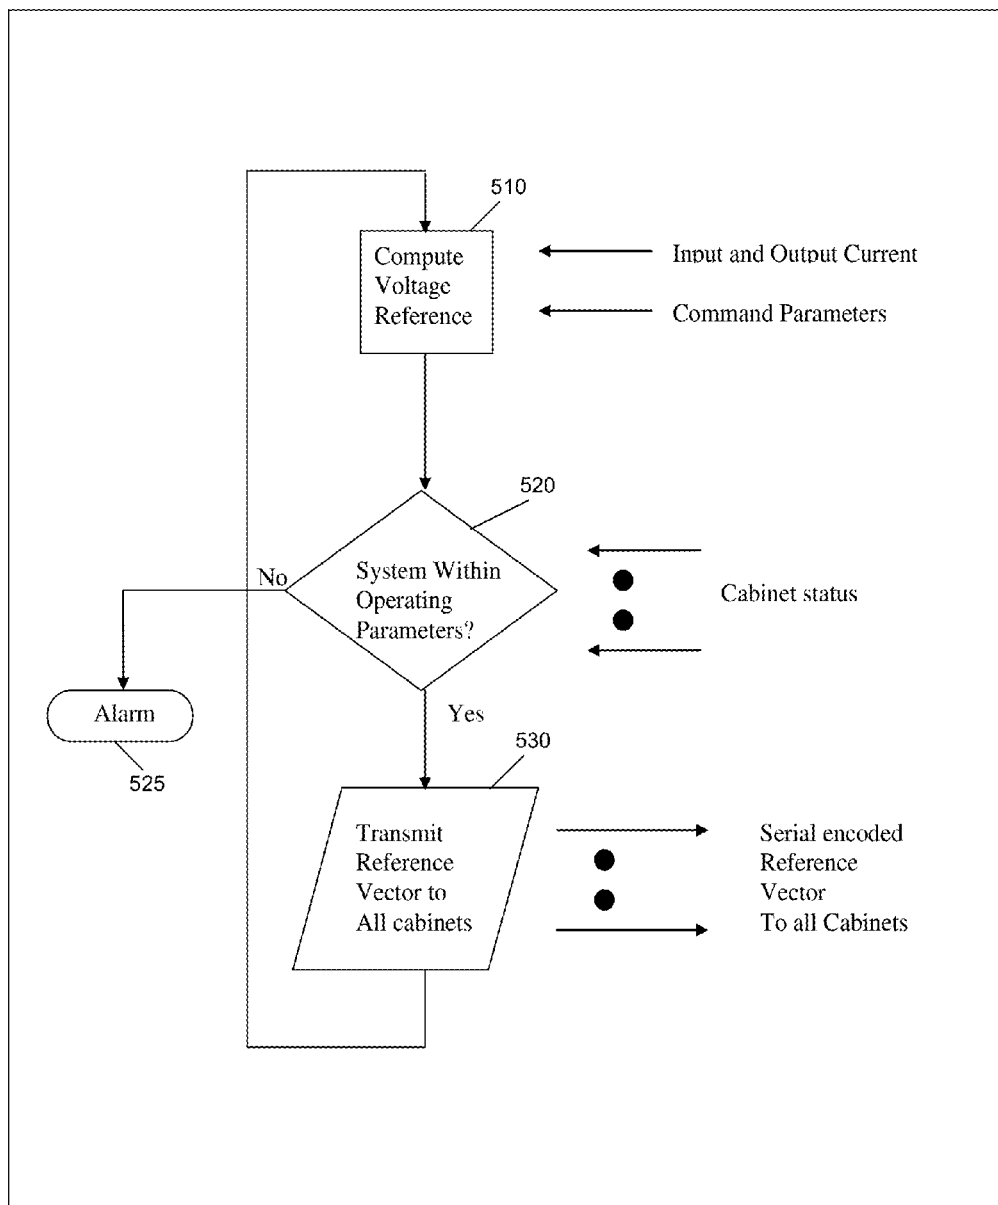 510
Compute
Voltage
Reference
Input and Output Current
Command Parameters
520
No
System Within
Operating
Parameters?
Cabinet status
Alarm
525
Yes
530
Transmit
Reference
Vector to
All cabinets
Serial encoded
Reference
Vector
To all Cabinets